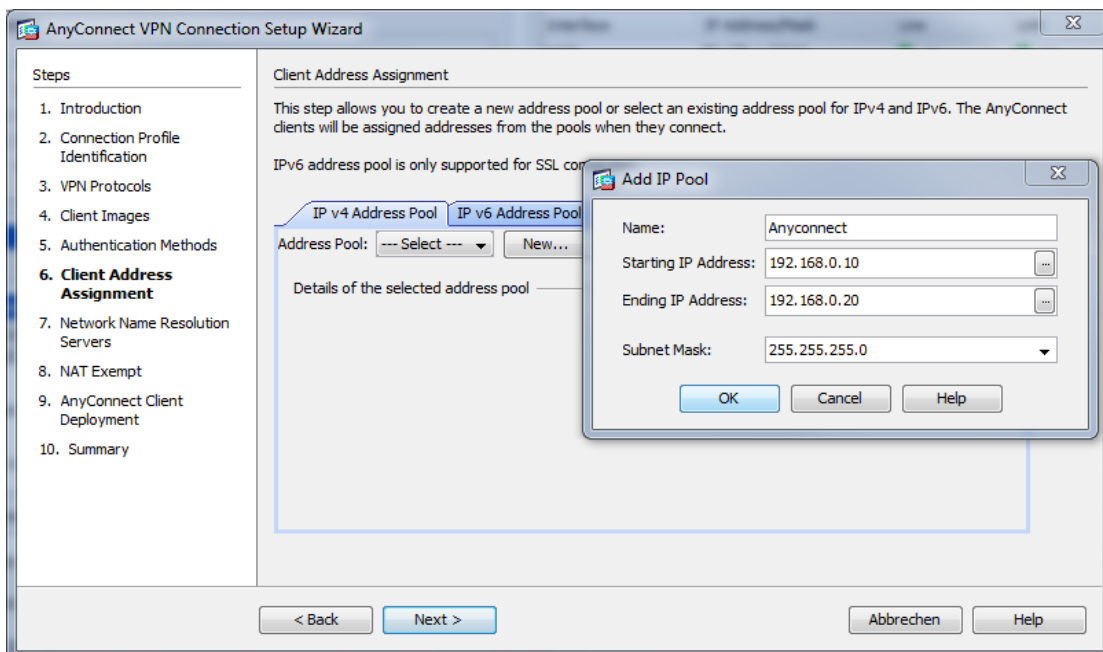 AnyConnect VPN Connection Setup Wizard
Steps
1. Introduction
2. Connection Profile
Identification
3. VPN Protocols
4. Client Images
5. Authentication Methods
6. Client Address
Assignment
7. Network Name Resolution
Servers
8. NAT Exempt
9. AnyConnect Client
Deployment
10. Summary
Client Address Assignment
This step allows you to create a new address pool or select an existing address pool for IPv4 and IPv6. The AnyConnect
clients will be assigned addresses from the pools when they connect.
IPv6 address pool is only supported for SSL
IP v4 Address Pool
IP v6 Address Pool
Address Pool: --- Select --- New...
Details of the selected address pool
Add IP Pool
Name: Anyconnect
Starting IP Address: 192.168.0.10 ...
Ending IP Address: 192.168.0.20 ...
Subnet Mask: 255.255.255.0
OK Cancel Help
< Back Next > Abbrechen Help